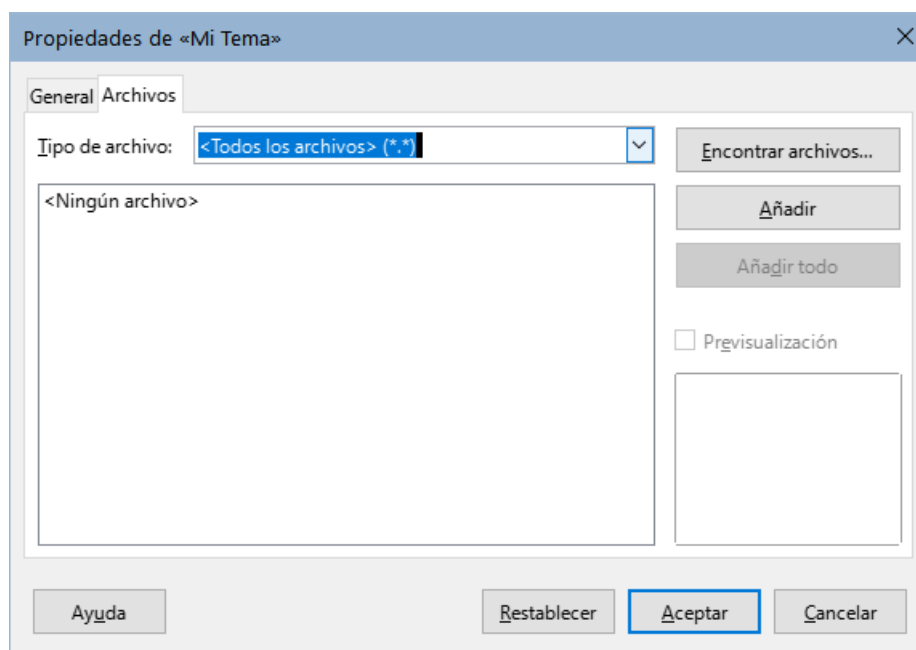 Propiedades de «Mi Tema»
General Archivos
Tipo de archivo: <Todos los archivos> (*.*)
Encontrar archivos...
<Ningún archivo>
Añadir
Añadir todo
Previsualización
Ayuda Restablecer Aceptar Cancelar